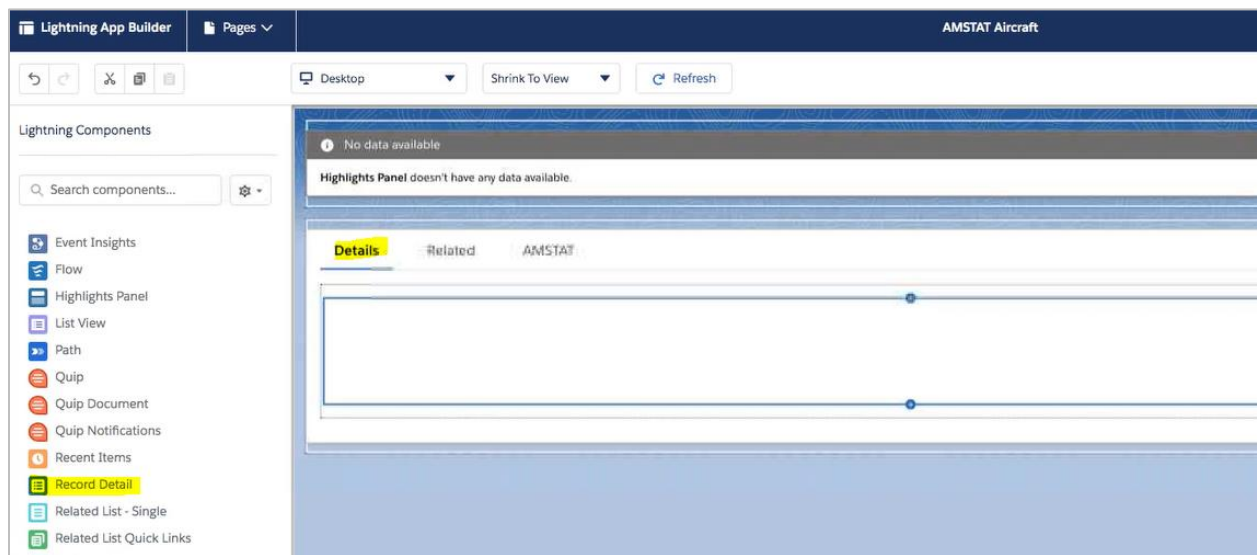 Lightning App Builder Pages AMSTAT Aircraft
Desktop Shrink To View Refresh
Lightning Components
Search components...
Event Insights
Flow
Highlights Panel
List View
Path
Quip
Quip Document
Quip Notifications
Recent Items
Record Detail
Related List - Single
Related List Quick Links
No data available
Highlights Panel doesn't have any data available.
Details Related AMSTAT